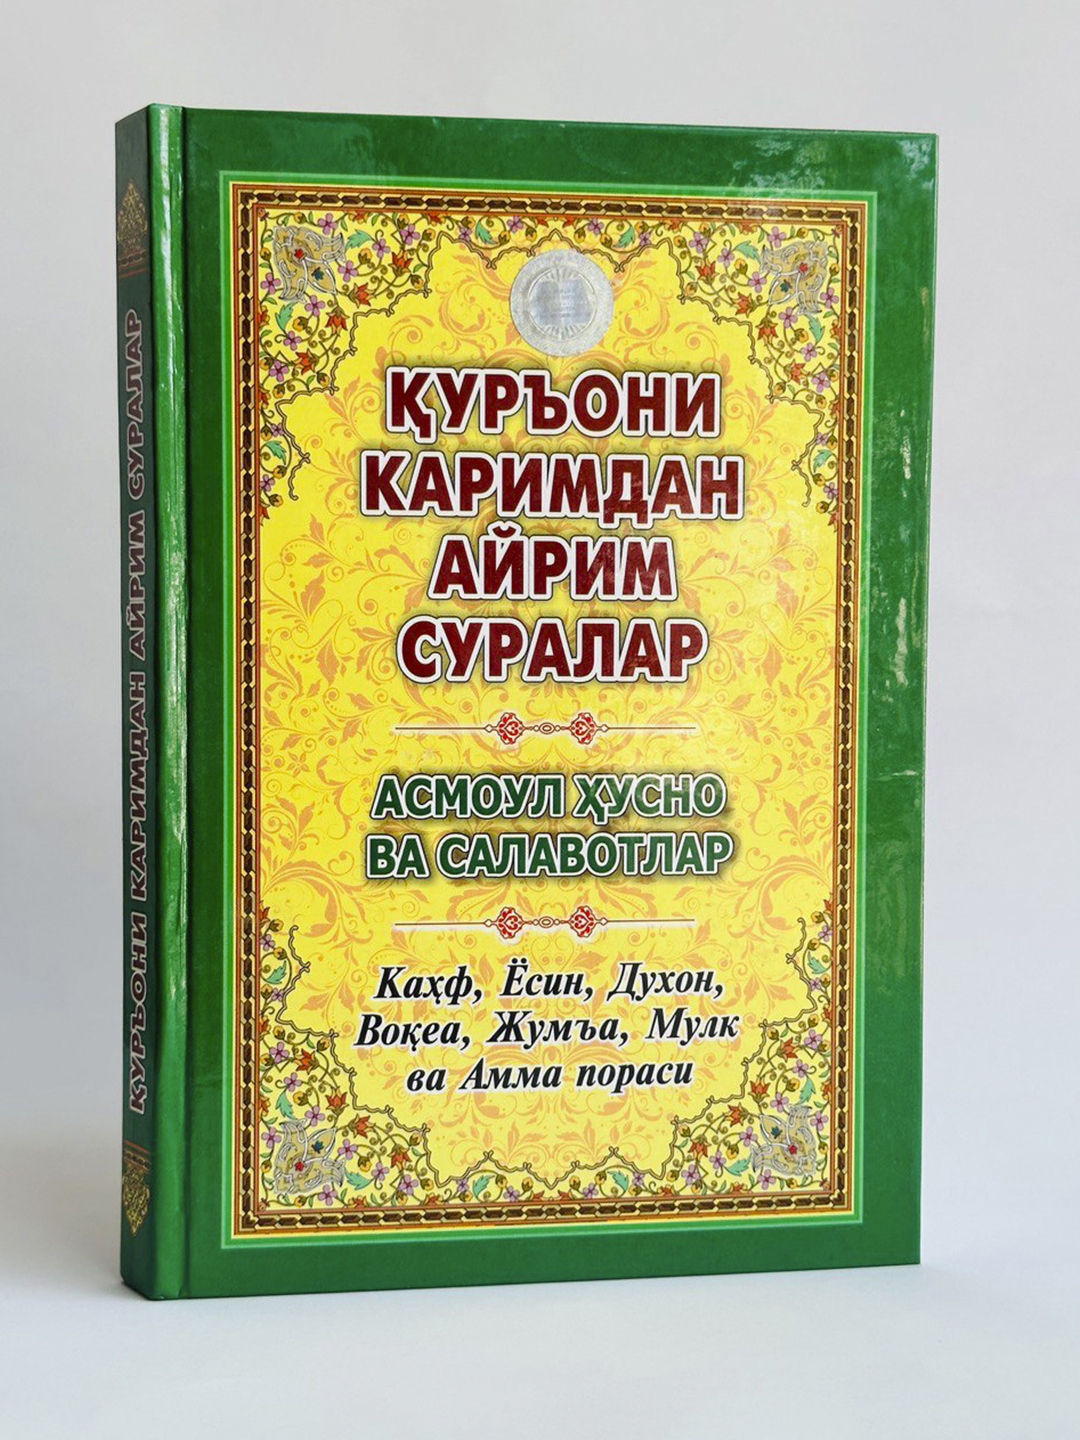 ҚУРЪОНИ КАРИМДАН АЙРИМ СУРАЛАР
ҚУРЪОНИ
КАРИМДАН
АЙРИМ
СУРАЛАР
АСМОУЛ ҲУСНО
ВА САЛАВОТЛАР
Каҳф, Ёсин, Духон,
Воқеа, Жумъа, Мулк
ва Амма пораси